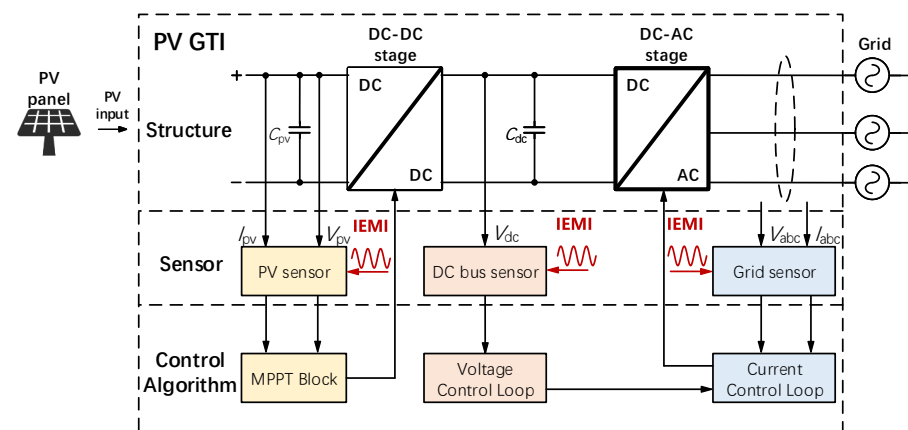 PV GTI
DC-DC
stage
DC-AC
stage
Grid
PV
panel
PV
input
Structure
+
−
Cpv
DC
DC
Cdc
DC
AC
Ipv
Vpv
IEMI
Vdc
IEMI
IEMI
Vabc
Iabc
Sensor
PV sensor
DC bus sensor
Grid sensor
Control
Algorithm
MPPT Block
Voltage
Control Loop
Current
Control Loop